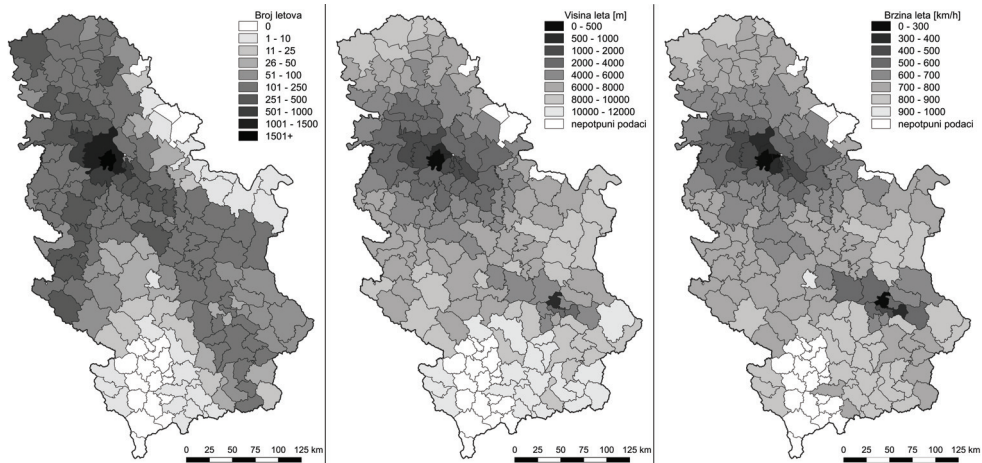 Broj letova
0
1 - 10
11 - 25
26 - 50
51 - 100
101 - 250
251 - 500
501 - 1000
1001 - 1500
1501+
0 25 50 75 100 125 km
Visina leta [m]
0 - 500
500 - 1000
1000 - 2000
2000 - 4000
4000 - 6000
6000 - 8000
8000 - 10000
10000 - 12000
nepotpuni podaci
0 25 50 75 100 125 km
Brzina leta [km/h]
0 - 300
300 - 400
400 - 500
500 - 600
600 - 700
700 - 800
800 - 900
900 - 1000
nepotpuni podaci
0 25 50 75 100 125 km